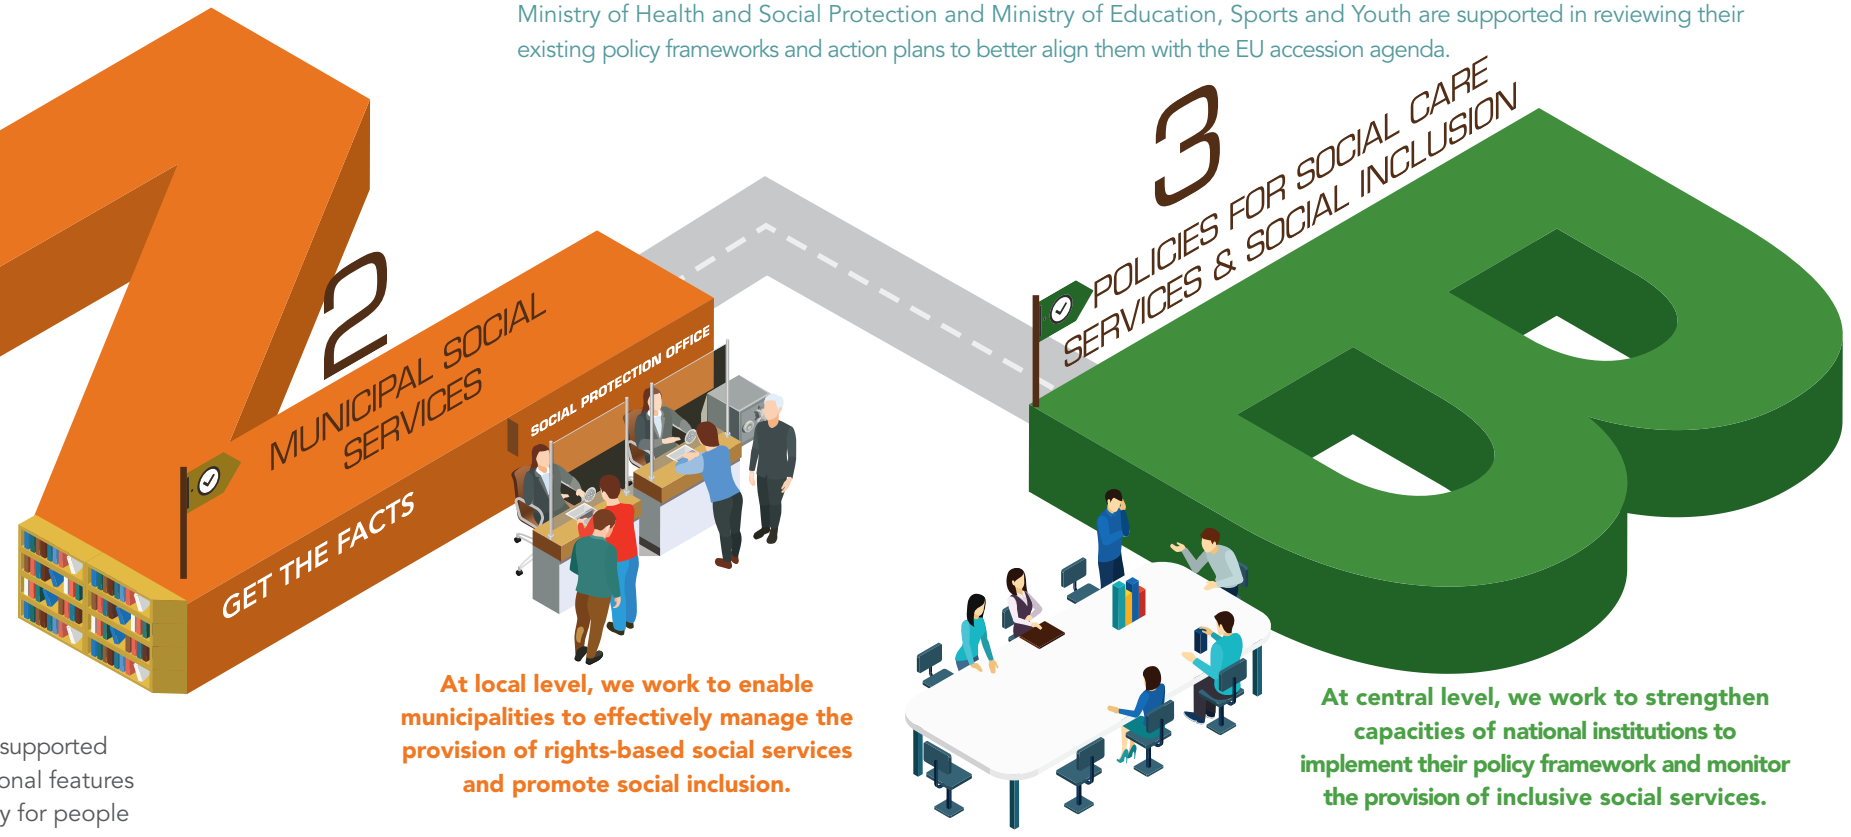 Ministry of Health and Social Protection and Ministry of Education, Sports and Youth are supported in reviewing their
existing policy frameworks and action plans to better align them with the EU accession agenda.
2
MUNICIPAL SOCIAL
SERVICES
GET THE FACTS
SOCIAL PROTECTION OFFICE
At local level, we work to enable
municipalities to effectively manage the
provision of rights-based social services
and promote social inclusion.
3
POLICIES FOR SOCIAL CARE
SERVICES & SOCIAL INCLUSION
At central level, we work to strengthen
capacities of national institutions to
implement their policy framework and monitor
the provision of inclusive social services.
supported
onal features
y for people